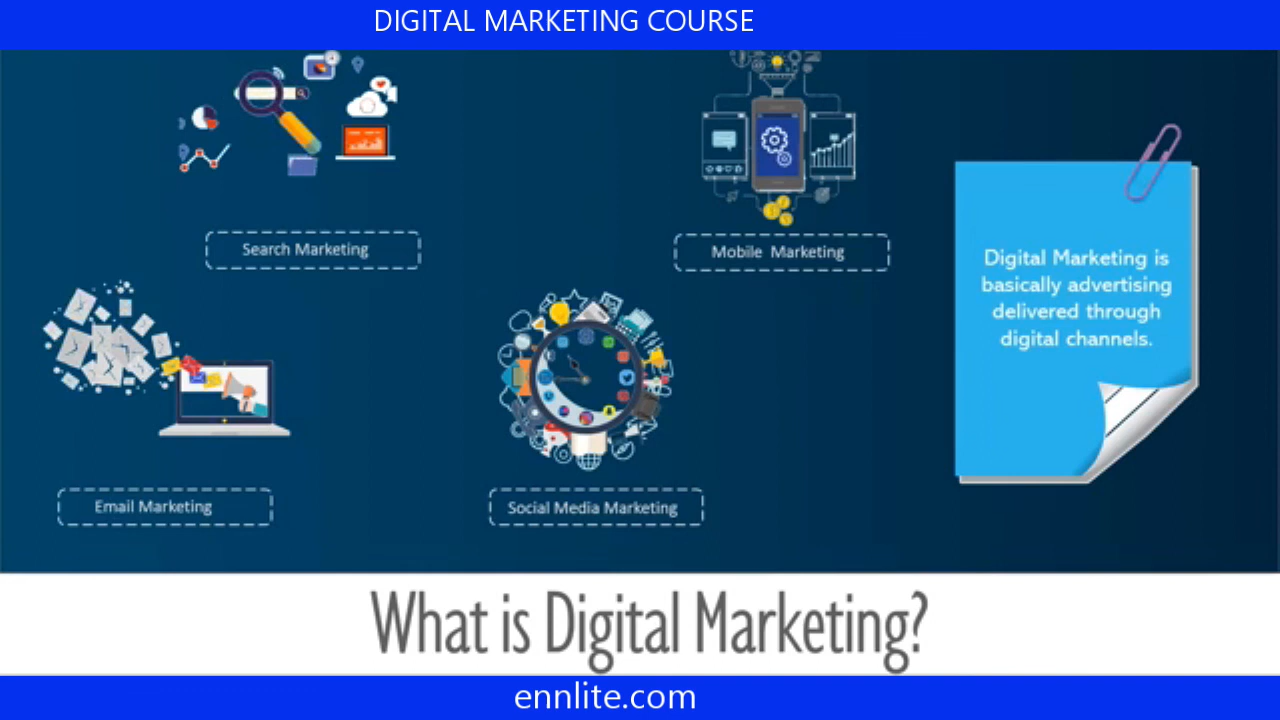 DIGITAL MARKETING COURSE
Search Marketing
Mobile Marketing
Digital Marketing is
basically advertising
delivered through
digital channels.
Email Marketing
Social Media Marketing
What is Digital Marketing?
ennlite.com